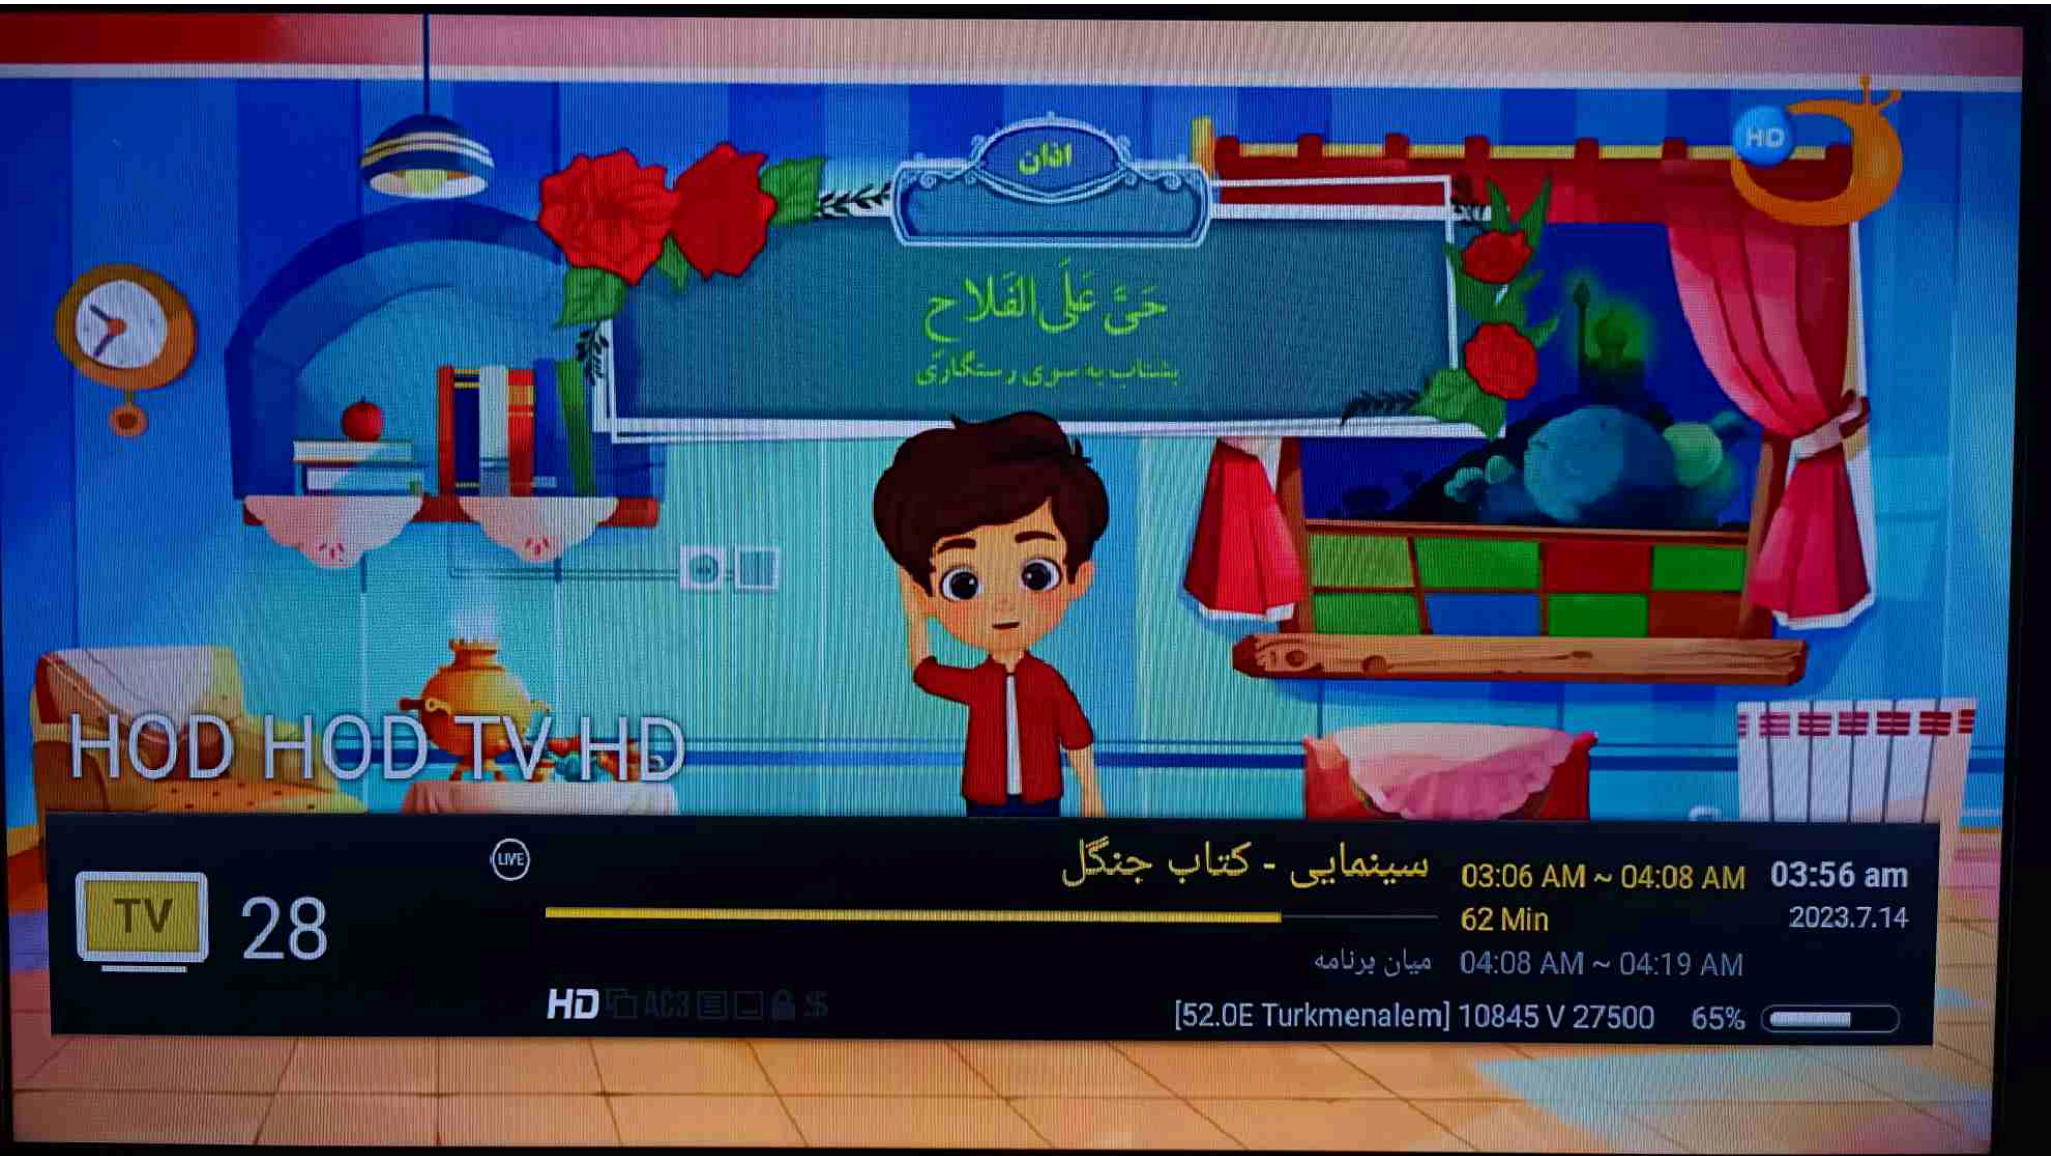 HD
اذان
حَیَّ عَلَی الفَلاح
بشتاب به سوی رستگاری
HOD HOD TV HD
LIVE
سینمایی - کتاب جنگل
03:06 AM ~ 04:08 AM
03:56 am
TV
28
62 Min
2023.7.14
میان برنامه
04:08 AM ~ 04:19 AM
HD
AC3
$
[52.0E Turkmenalem] 10845 V 27500
65%